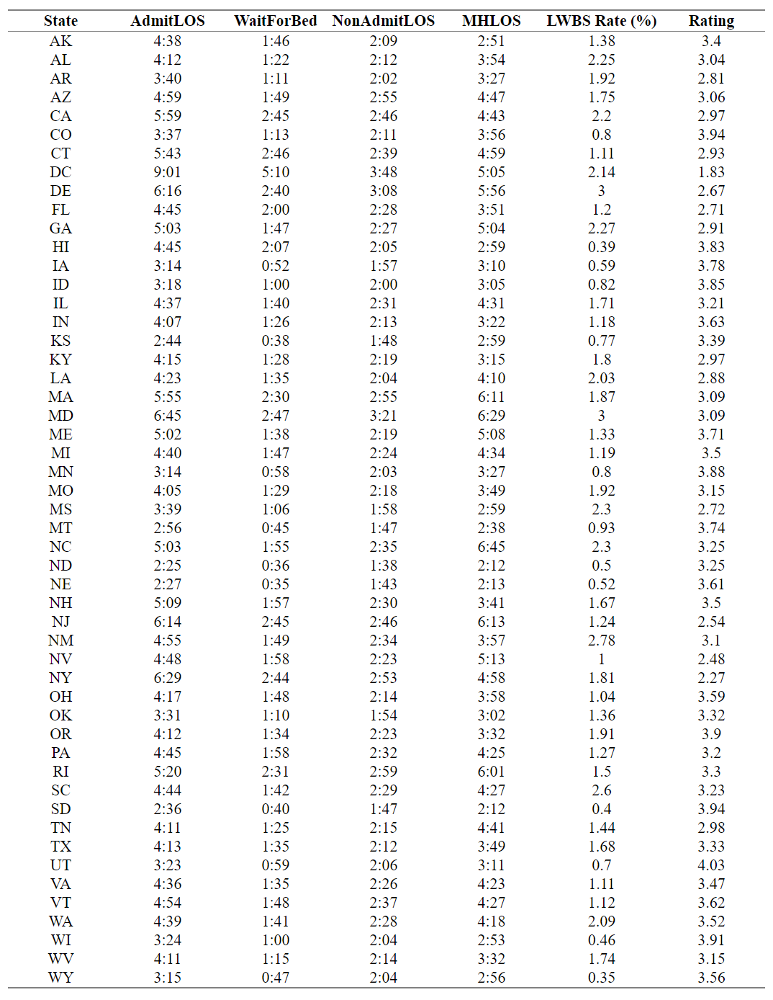 State AdmitLOS WaitForBed NonAdmitLOS MHLOS LWBS Rate (%) Rating
AK 4:38 1:46 2:09 2:51 1.38 3.4
AL 4:12 1:22 2:12 3:54 2.25 3.04
AR 3:40 1:11 2:02 3:27 1.92 2.81
AZ 4:59 1:49 2:55 4:47 1.75 3.06
CA 5:59 2:45 2:46 4:43 2.2 2.97
CO 3:37 1:13 2:11 3:56 0.8 3.94
CT 5:43 2:46 2:39 4:59 1.11 2.93
DC 9:01 5:10 3:48 5:05 2.14 1.83
DE 6:16 2:40 3:08 5:56 3 2.67
FL 4:45 2:00 2:28 3:51 1.2 2.71
GA 5:03 1:47 2:27 5:04 2.27 2.91
HI 4:45 2:07 2:05 2:59 0.39 3.83
IA 3:14 0:52 1:57 3:10 0.59 3.78
ID 3:18 1:00 2:00 3:05 0.82 3.85
IL 4:37 1:40 2:31 4:31 1.71 3.21
IN 4:07 1:26 2:13 3:22 1.18 3.63
KS 2:44 0:38 1:48 2:59 0.77 3.39
KY 4:15 1:28 2:19 3:15 1.8 2.97
LA 4:23 1:35 2:04 4:10 2.03 2.88
MA 5:55 2:30 2:55 6:11 1.87 3.09
MD 6:45 2:47 3:21 6:29 3 3.09
ME 5:02 1:38 2:19 5:08 1.33 3.71
MI 4:40 1:47 2:24 4:34 1.19 3.5
MN 3:14 0:58 2:03 3:27 0.8 3.88
MO 4:05 1:29 2:18 3:49 1.92 3.15
MS 3:39 1:06 1:58 2:59 2.3 2.72
MT 2:56 0:45 1:47 2:38 0.93 3.74
NC 5:03 1:55 2:35 6:45 2.3 3.25
ND 2:25 0:36 1:38 2:12 0.5 3.25
NE 2:27 0:35 1:43 2:13 0.52 3.61
NH 5:09 1:57 2:30 3:41 1.67 3.5
NJ 6:14 2:45 2:46 6:13 1.24 2.54
NM 4:55 1:49 2:34 3:57 2.78 3.1
NV 4:48 1:58 2:23 5:13 1 2.48
NY 6:29 2:44 2:53 4:58 1.81 2.27
OH 4:17 1:48 2:14 3:58 1.04 3.59
OK 3:31 1:10 1:54 3:02 1.36 3.32
OR 4:12 1:34 2:23 3:32 1.91 3.9
PA 4:45 1:58 2:32 4:25 1.27 3.2
RI 5:20 2:31 2:59 6:01 1.5 3.3
SC 4:44 1:42 2:29 4:27 2.6 3.23
SD 2:36 0:40 1:47 2:12 0.4 3.94
TN 4:11 1:25 2:15 4:41 1.44 2.98
TX 4:13 1:35 2:12 3:49 1.68 3.33
UT 3:23 0:59 2:06 3:11 0.7 4.03
VA 4:36 1:35 2:26 4:23 1.11 3.47
VT 4:54 1:48 2:37 4:27 1.12 3.62
WA 4:39 1:41 2:28 4:18 2.09 3.52
WI 3:24 1:00 2:04 2:53 0.46 3.91
WV 4:11 1:15 2:14 3:32 1.74 3.15
WY 3:15 0:47 2:04 2:56 0.35 3.56